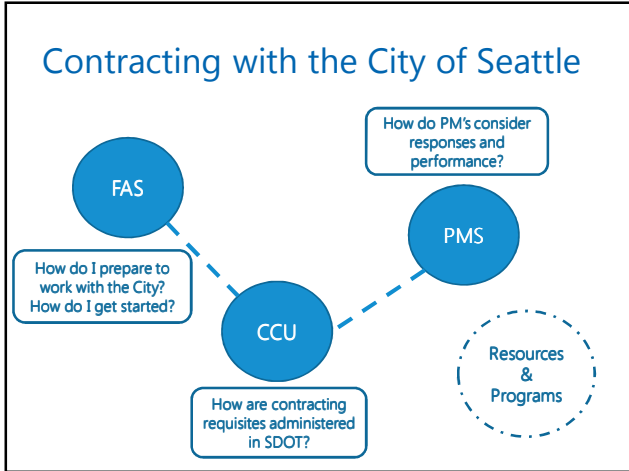 Contracting with the City of Seattle
How do PM's consider
responses and
performance?
FAS
PMS
How do I prepare to
work with the City?
How do I get started?
CCU
Resources
&
Programs
How are contracting
requisites administered
in SDOT?